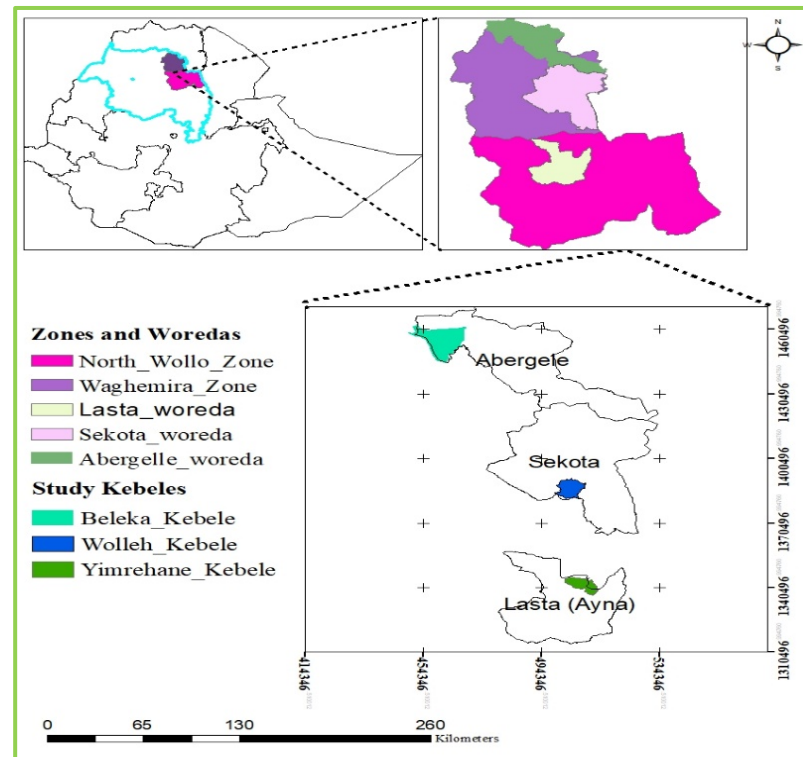 N
W
E
S
Zones and Woredas
North_Wollo_Zone
Waghemira_Zone
Lasta_woreda
Sekota_woreda
Abergelle_woreda
Study Kebeles
Beleka_Kebele
Wolleh_Kebele
Yimrehane_Kebele
Abergele
Sekota
Lasta (Ayna)
1460496
1430496
1400496
1370496
1340496
1310496
414346
454346
494346
534346
0 65 130 260
Kilometers